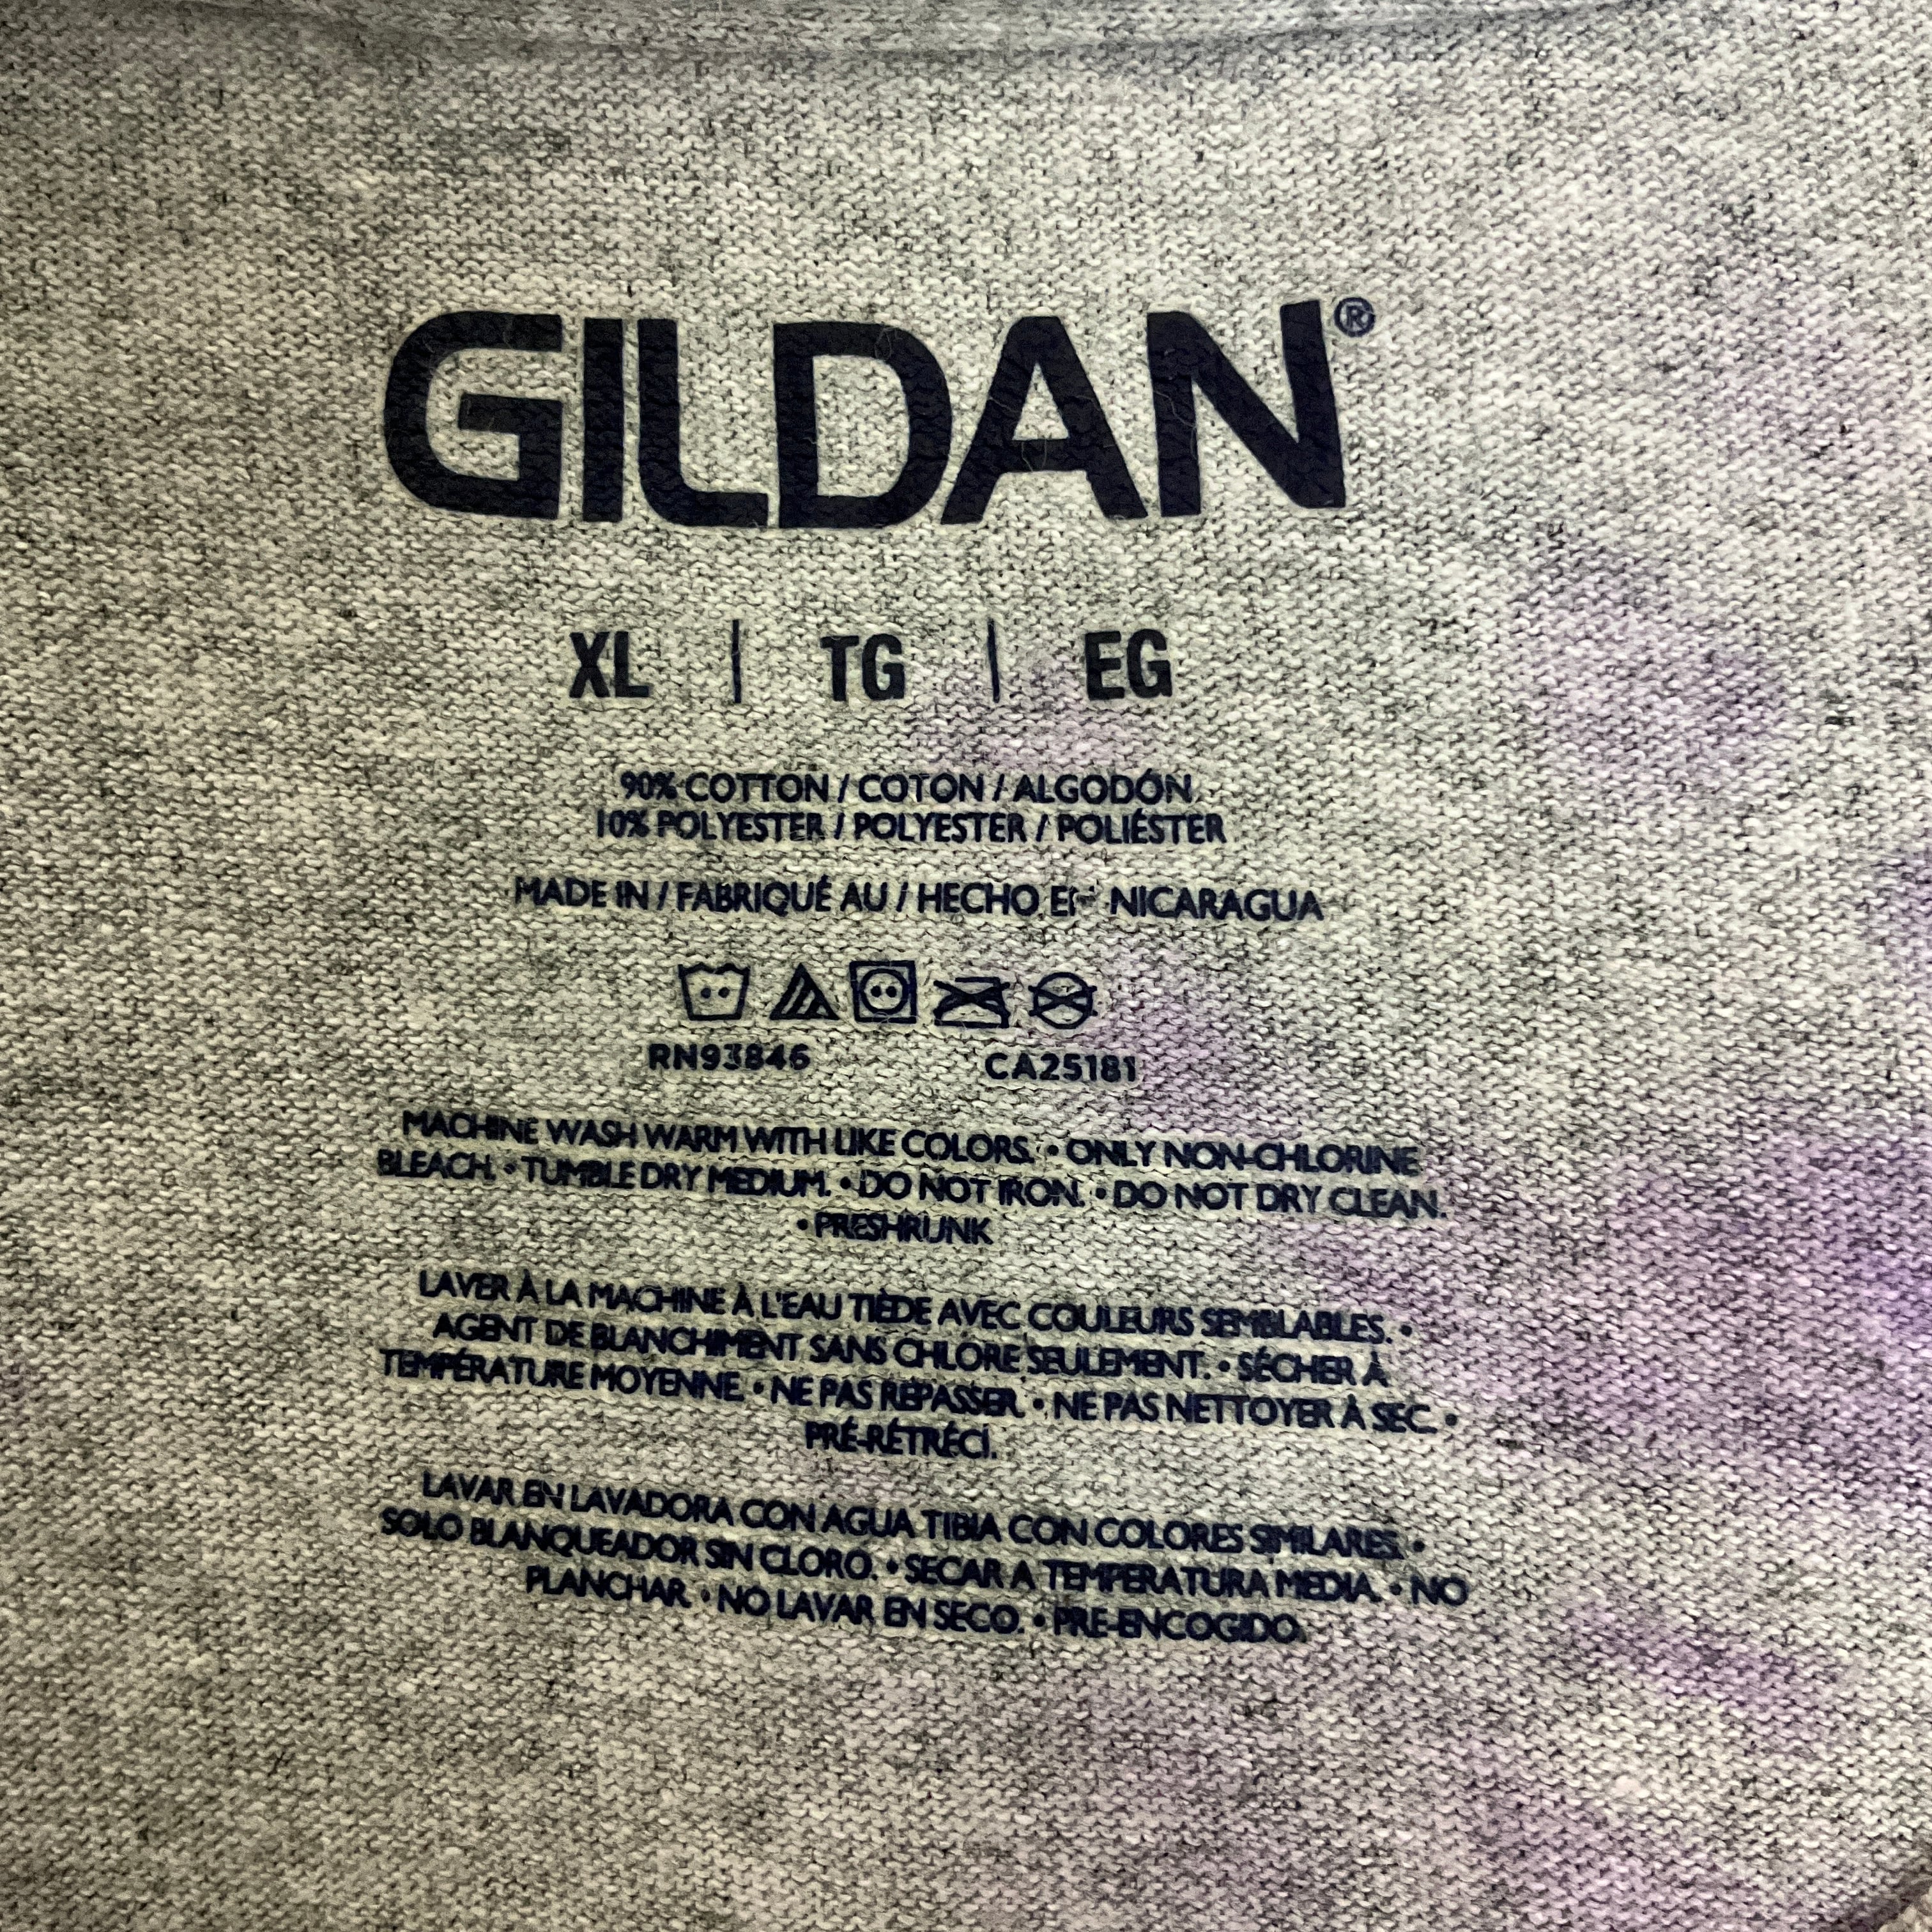 GILDAN®
XL | TG | EG
90% COTTON / COTON / ALGODÓN
10% POLYESTER / POLYESTER / POLIÉSTER
MADE IN / FABRIQUÉ AU / HECHO EN NICARAGUA
RN93846 CA25181
MACHINE WASH WARM WITH LIKE COLORS. • ONLY NON-CHLORINE
BLEACH. • TUMBLE DRY MEDIUM. • DO NOT IRON. • DO NOT DRY CLEAN.
• PRESHRUNK
LAVER À LA MACHINE À L'EAU TIÈDE AVEC COULEURS SEMBLABLES. •
AGENT DE BLANCHIMENT SANS CHLORE SEULEMENT. • SÉCHER À
TEMPÉRATURE MOYENNE. • NE PAS REPASSER. • NE PAS NETTOYER À SEC. •
PRÉ-RÉTRÉCI.
LAVAR EN LAVADORA CON AGUA TIBIA CON COLORES SIMILARES. •
SOLO BLANQUEADOR SIN CLORO. • SECAR A TEMPERATURA MEDIA. • NO
PLANCHAR. • NO LAVAR EN SECO. • PRE-ENCOGIDO.